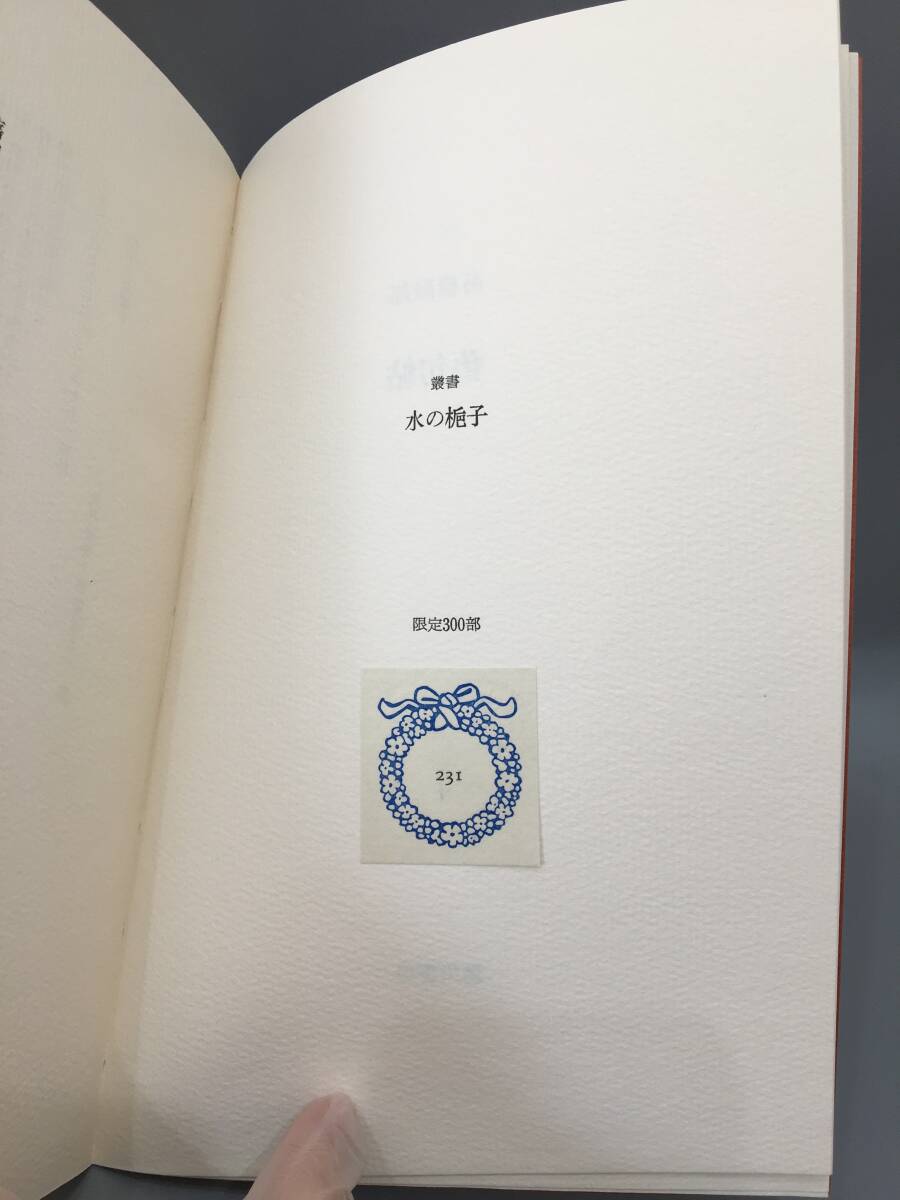 叢書
水の梔子
限定300部
231